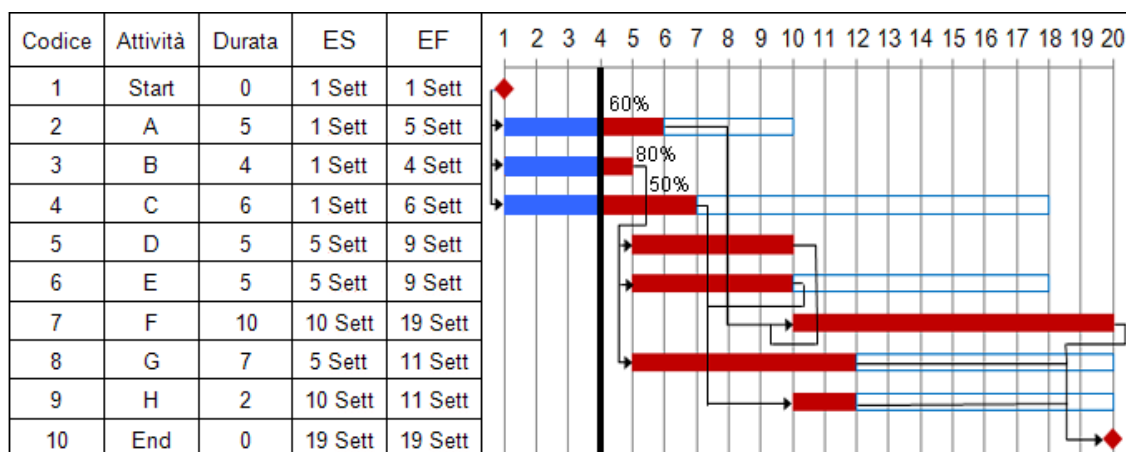 Codice Attività Durata ES EF 1 2 3 4 5 6 7 8 9 10 11 12 13 14 15 16 17 18 19 20
1 Start 0 1 Sett 1 Sett
2 A 5 1 Sett 5 Sett 60%
3 B 4 1 Sett 4 Sett 80%
4 C 6 1 Sett 6 Sett 50%
5 D 5 5 Sett 9 Sett
6 E 5 5 Sett 9 Sett
7 F 10 10 Sett 19 Sett
8 G 7 5 Sett 11 Sett
9 H 2 10 Sett 11 Sett
10 End 0 19 Sett 19 Sett